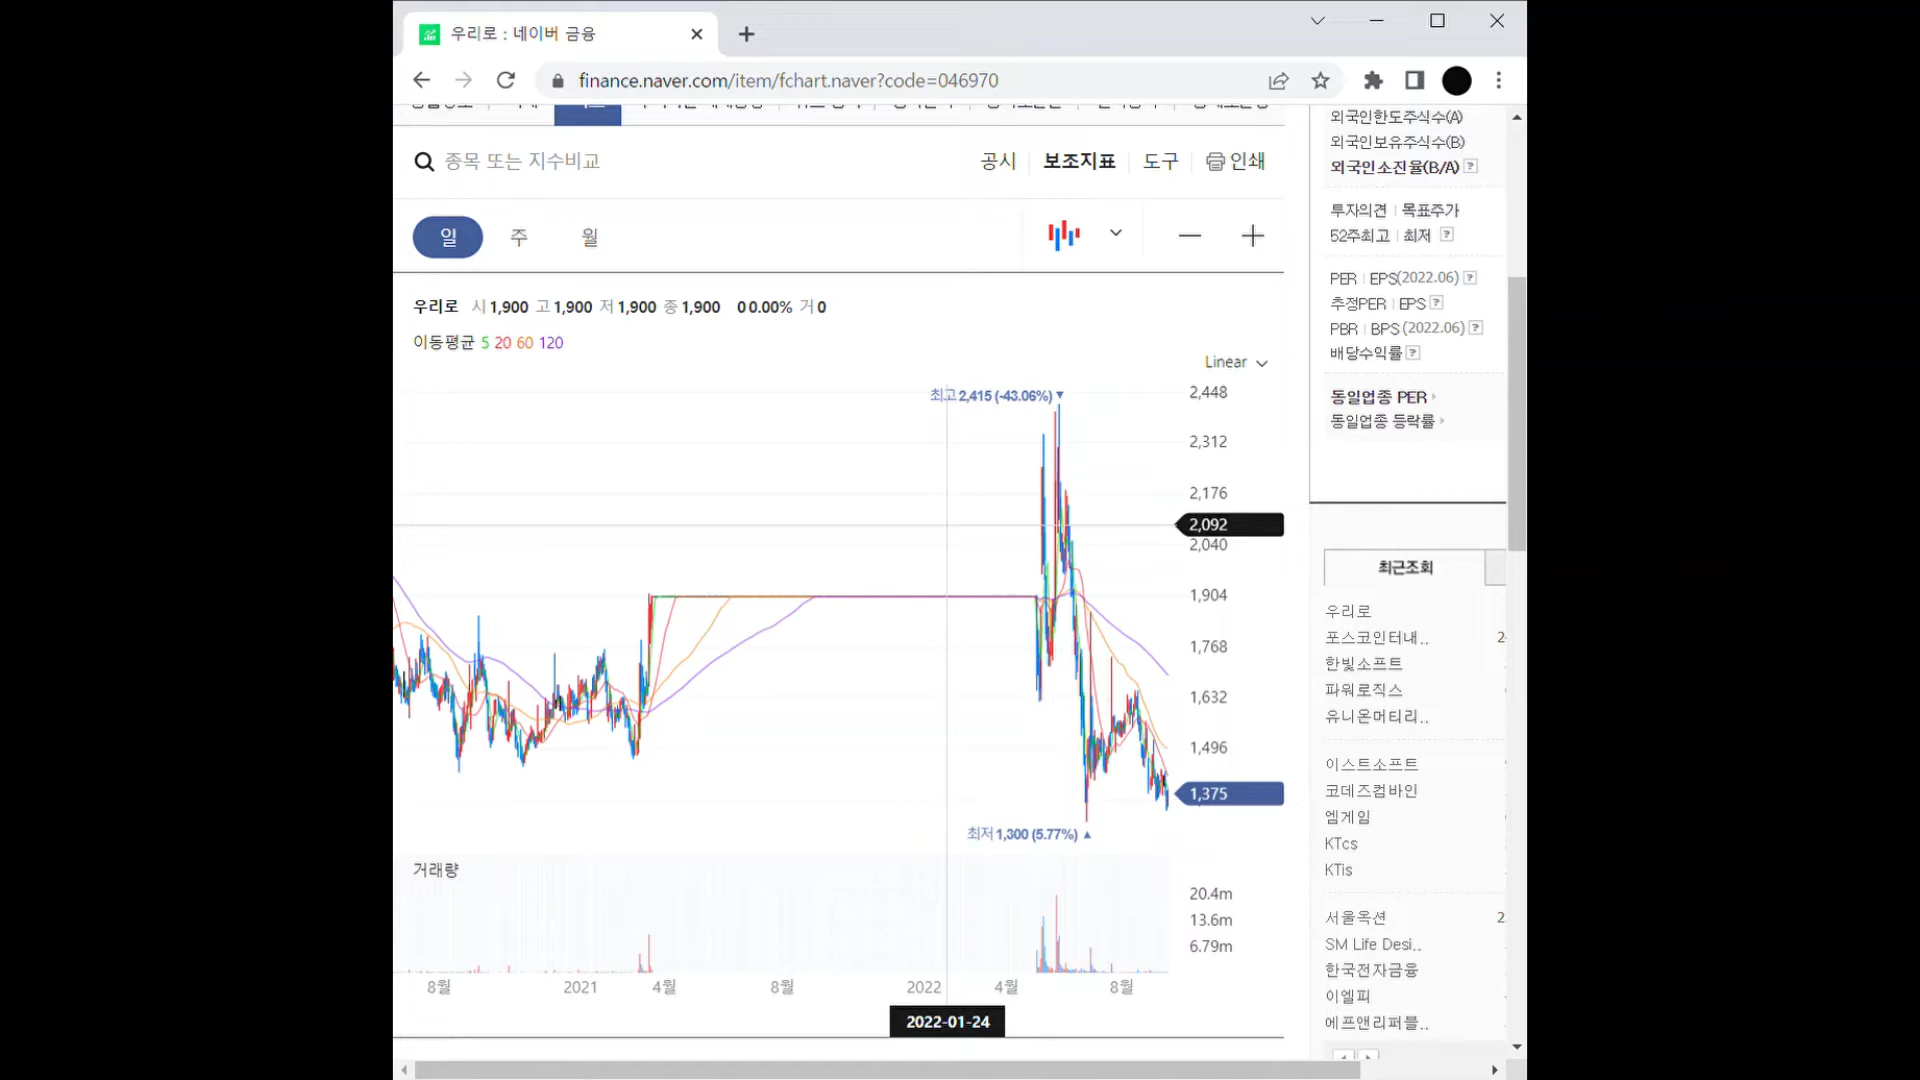 우리로 : 네이버 금융
finance.naver.com/item/fchart.naver?code=046970
종목 또는 지수비교
공시 보조지표 도구 인쇄
일 주 월
우리로 시 1,900 고 1,900 저 1,900 종 1,900 0 0.00% 거 0
이동평균 5 20 60 120
Linear
최고 2,415 (-43.06%) ▼
2,448
2,312
2,176
2,092
2,040
1,904
1,768
1,632
1,496
1,375
최저 1,300 (5.77%) ▲
거래량
20.4m
13.6m
6.79m
8월 2021 4월 8월 2022 4월 8월
2022-01-24
외국인한도주식수(A)
외국인보유주식수(B)
외국인소진율(B/A) ?
투자의견 | 목표주가
52주최고 | 최저 ?
PER | EPS(2022.06) ?
추정PER | EPS ?
PBR | BPS (2022.06) ?
배당수익률 ?
동일업종 PER
동일업종 등락률
최근조회
우리로
포스코인터내..
한빛소프트
파워로직스
유니온머티리..
이스트소프트
코데즈컴바인
엠게임
KTcs
KTis
서울옥션
SM Life Desi..
한국전자금융
이엘피
에프앤리퍼블..